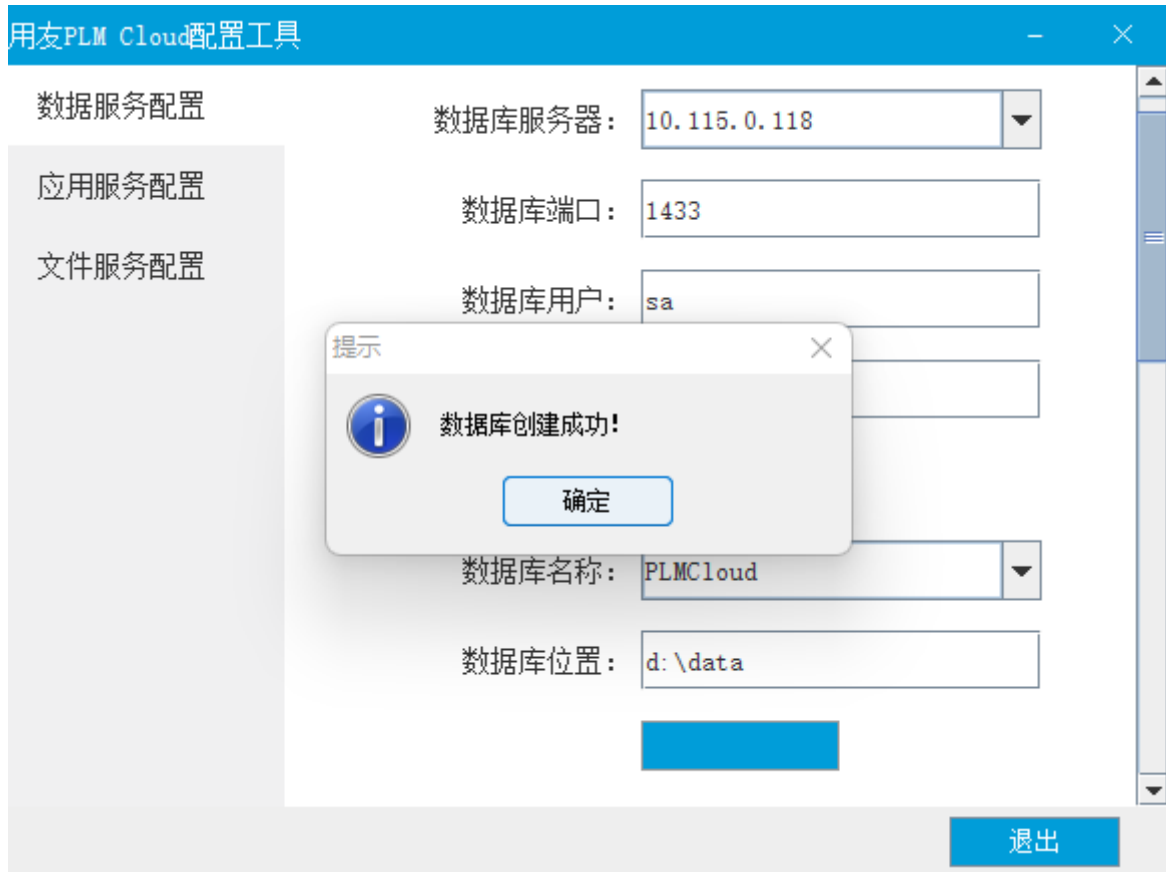 用友PLM Cloud配置工具
数据服务配置
应用服务配置
文件服务配置
数据库服务器: 10.115.0.118
数据库端口: 1433
数据库用户: sa
提示
数据库创建成功!
确定
数据库名称: PLMCloud
数据库位置: d:\data
退出